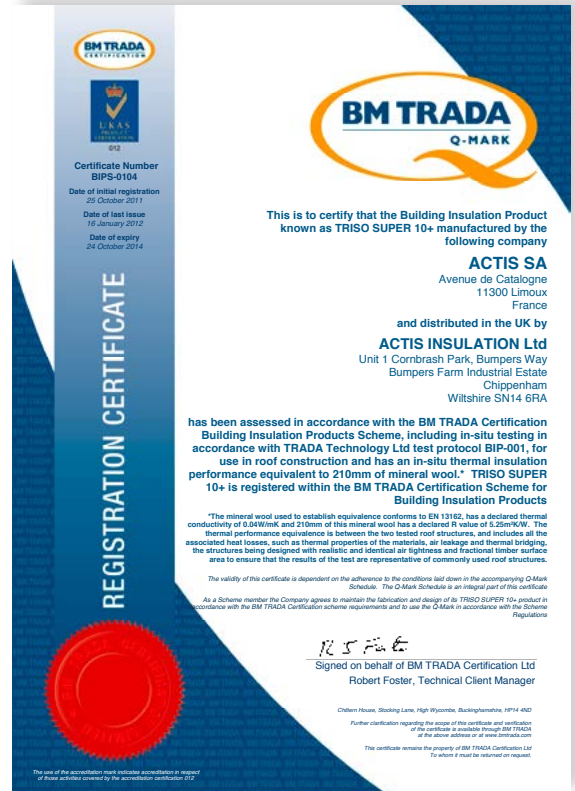 BM TRADA
CERTIFICATION
UKAS
PRODUCT
CERTIFICATION
012
Certificate Number
BIPS-0104
Date of initial registration
25 October 2011
Date of last issue
16 January 2012
Date of expiry
24 October 2014
REGISTRATION CERTIFICATE
BM TRADA
Q-MARK
This is to certify that the Building Insulation Product
known as TRISO SUPER 10+ manufactured by the
following company
ACTIS SA
Avenue de Catalogne
11300 Limoux
France
and distributed in the UK by
ACTIS INSULATION Ltd
Unit 1 Cornbrash Park, Bumpers Way
Bumpers Farm Industrial Estate
Chippenham
Wiltshire SN14 6RA
has been assessed in accordance with the BM TRADA Certification
Building Insulation Products Scheme, including in-situ testing in
accordance with TRADA Technology Ltd test protocol BIP-001, for
use in roof construction and has an in-situ thermal insulation
performance equivalent to 210mm of mineral wool.* TRISO SUPER
10+ is registered within the BM TRADA Certification Scheme for
Building Insulation Products
*The mineral wool used to establish equivalence conforms to EN 13162, has a declared thermal
conductivity of 0.04W/mK and 210mm of this mineral wool has a declared R value of 5.25m²K/W. The
thermal performance equivalence is between the two tested roof structures, and includes all the
associated heat losses, such as thermal properties of the materials, air leakage and thermal bridging,
the structures being designed with realistic and identical air tightness and fractional timber surface
area to ensure that the results of the test are representative of commonly used roof structures.
The validity of this certificate is dependent on the adherence to the conditions laid down in the accompanying Q-Mark
Schedule. The Q-Mark Schedule is an integral part of this certificate
As a Scheme member the Company agrees to maintain the fabrication and design of its TRISO SUPER 10+ product in
accordance with the BM TRADA Certification scheme requirements and to use the Q-Mark in accordance with the Scheme
Regulations
Signed on behalf of BM TRADA Certification Ltd
Robert Foster, Technical Client Manager
Chiltern House, Stocking Lane, High Wycombe, Buckinghamshire, HP14 4ND
Further clarification regarding the scope of this certificate and verification
of the certificate is available through BM TRADA
at the above address or at www.bmtrada.com
This certificate remains the property of BM TRADA Certification Ltd
To whom it must be returned on request.
The use of the accreditation mark indicates accreditation in respect
of those activities covered by the accreditation certification 012